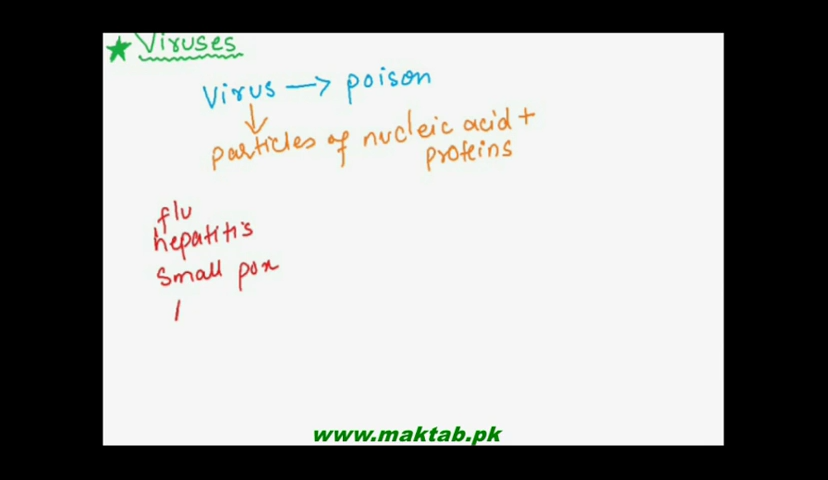 ★ Viruses
Virus → poison
↓
particles of nucleic acid +
proteins
flu
hepatitis
Small pox
www.maktab.pk